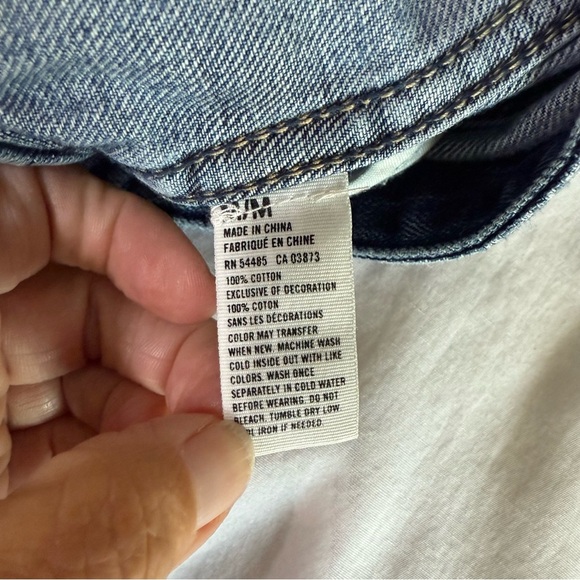 M/M
MADE IN CHINA
FABRIQUÉ EN CHINE
RN 54485 CA 03873
100% COTTON
EXCLUSIVE OF DECORATION
100% COTON
SANS LES DÉCORATIONS
COLOR MAY TRANSFER
WHEN NEW. MACHINE WASH
COLD INSIDE OUT WITH LIKE
COLORS. WASH ONCE
SEPARATELY IN COLD WATER
BEFORE WEARING. DO NOT
BLEACH. TUMBLE DRY LOW.
IRON IF NEEDED.